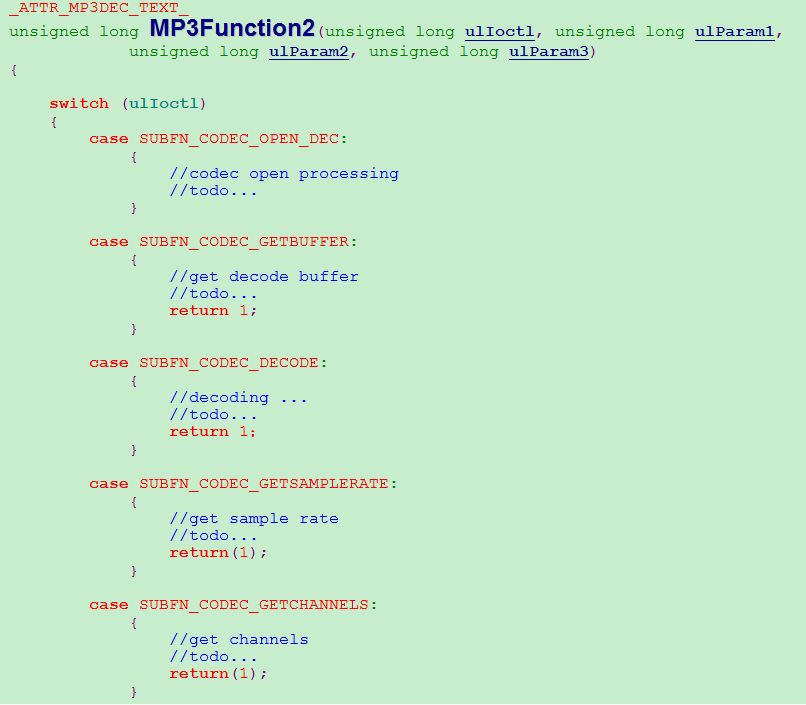 _ATTR_MP3DEC_TEXT_
unsigned long MP3Function2(unsigned long ulIoctl, unsigned long ulParam1,
            unsigned long ulParam2, unsigned long ulParam3)
{
    switch (ulIoctl)
    {
        case SUBFN_CODEC_OPEN_DEC:
            {
                //codec open processing
                //todo...
            }
        case SUBFN_CODEC_GETBUFFER:
            {
                //get decode buffer
                //todo...
                return 1;
            }
        case SUBFN_CODEC_DECODE:
            {
                //decoding ...
                //todo...
                return 1;
            }
        case SUBFN_CODEC_GETSAMPLERATE:
            {
                //get sample rate
                //todo...
                return(1);
            }
        case SUBFN_CODEC_GETCHANNELS:
            {
                //get channels
                //todo...
                return(1);
            }